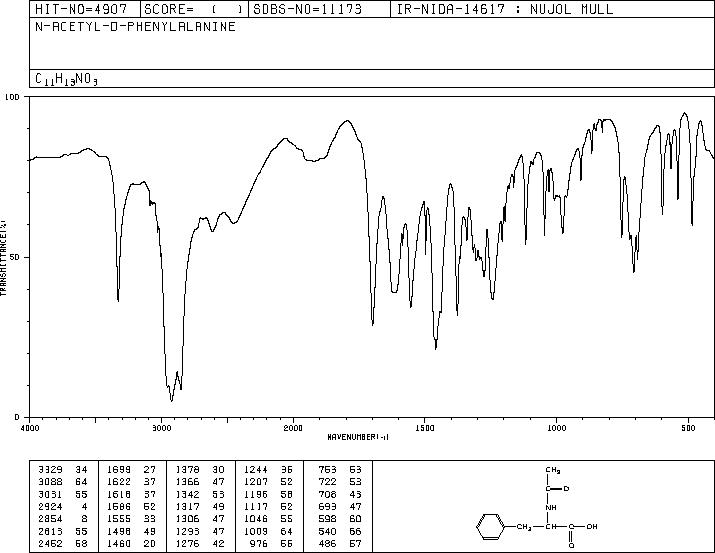 HIT-NO=4907 SCORE= ( ) SDBS-NO=11173 IR-NIDA-14617 : NUJOL MULL
N-ACETYL-D-PHENYLALANINE
C11H13NO3
100
50
0
TRANSMITTANCE(%)
4000 3000 2000 1500 1000 500
WAVENUMBER(-1)
3329 34 1699 27 1378 30 1244 35 753 53
3088 64 1622 37 1366 47 1207 52 722 53
3031 55 1618 37 1342 53 1196 58 708 43
2924 4 1586 52 1317 49 1117 52 693 47
2854 8 1555 33 1306 47 1046 55 598 60
2613 55 1498 49 1293 47 1009 64 540 66
2462 58 1460 20 1276 42 976 55 486 57
CH3
C=O
NH
CH2 CH C OH
O